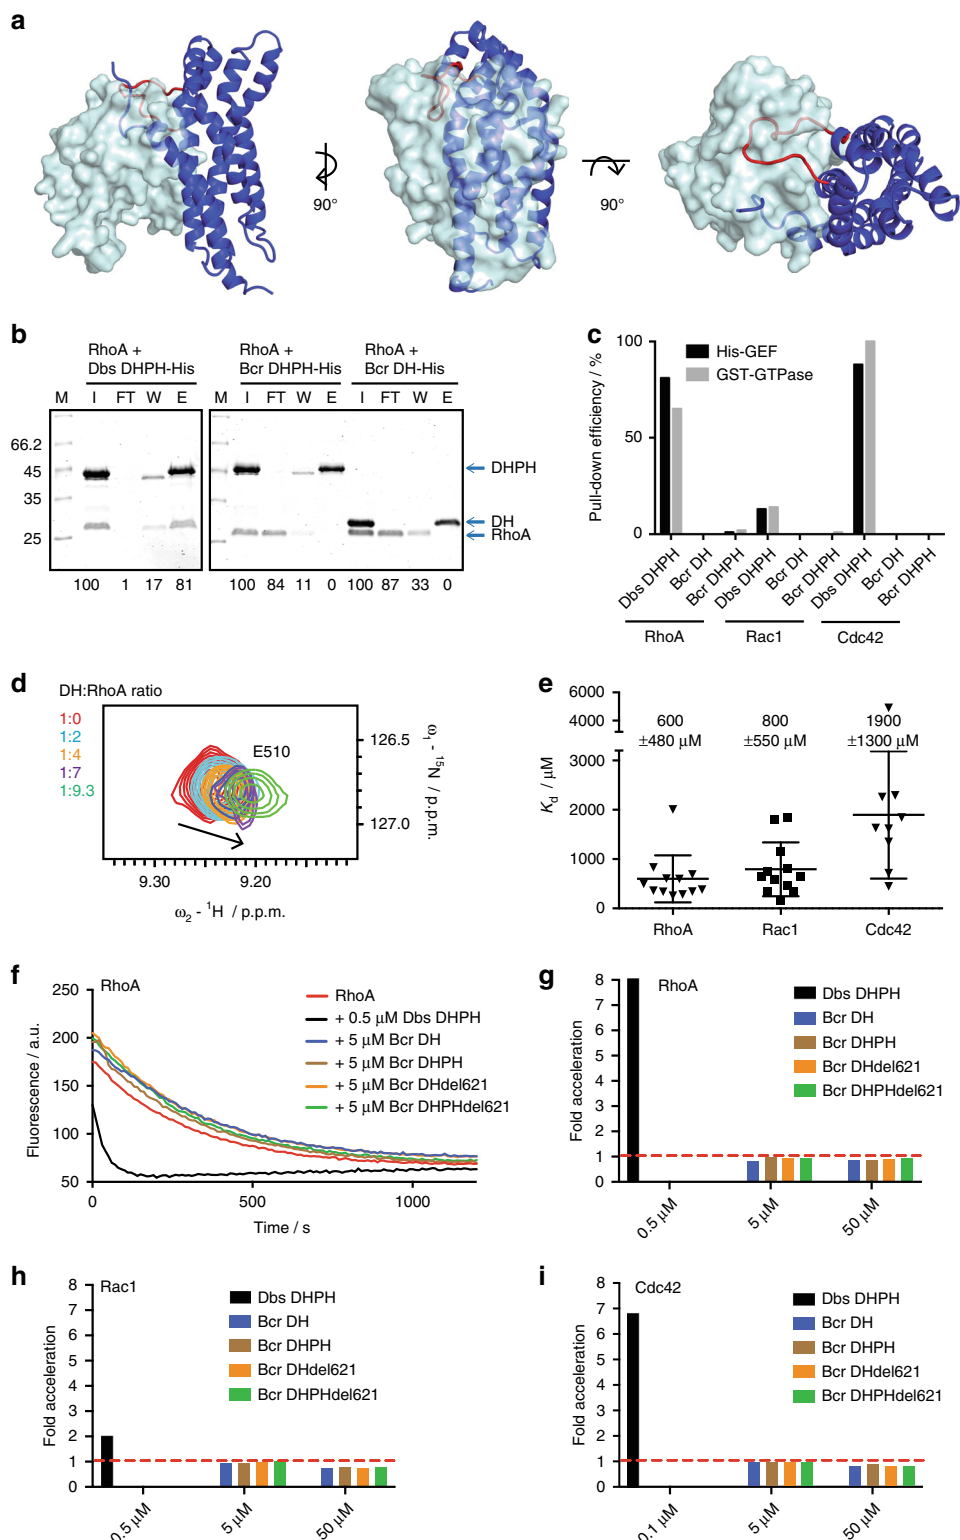 a
90°
90°
b
RhoA +
Dbs DHPH-His
RhoA +
Bcr DHPH-His
RhoA +
Bcr DH-His
M I FT W E I FT W E I FT W E
66.2
45
35
25
DHPH
DH
RhoA
100 1 17 81 100 84 11 0 100 87 33 0
c
Pull-down efficiency / %
100
50
0
His-GEF
GST-GTPase
Dbs DHPH
Bcr DH
Bcr DHPH
Dbs DHPH
Bcr DH
Bcr DHPH
Dbs DHPH
Bcr DH
Bcr DHPH
RhoA
Rac1
Cdc42
d
DH:RhoA ratio
1:0
1:2
1:4
1:7
1:9.3
E510
126.5
127.0
ω₁ - ¹⁵N / p.p.m.
9.30 9.20
ω₂ - ¹H / p.p.m.
e
Kd / μM
6000
4000
3000
2000
1000
0
600
±480 μM
800
±550 μM
1900
±1300 μM
RhoA Rac1 Cdc42
f
RhoA
Fluorescence / a.u.
250
200
150
100
50
0 500 1000
Time / s
RhoA
+ 0.5 μM Dbs DHPH
+ 5 μM Bcr DH
+ 5 μM Bcr DHPH
+ 5 μM Bcr DHdel621
+ 5 μM Bcr DHPHdel621
g
RhoA
Fold acceleration
8
7
6
5
4
3
2
1
0
Dbs DHPH
Bcr DH
Bcr DHPH
Bcr DHdel621
Bcr DHPHdel621
0.5 μM
5 μM
50 μM
h
Rac1
Fold acceleration
8
7
6
5
4
3
2
1
0
Dbs DHPH
Bcr DH
Bcr DHPH
Bcr DHdel621
Bcr DHPHdel621
0.5 μM
5 μM
50 μM
i
Cdc42
Fold acceleration
8
7
6
5
4
3
2
1
0
Dbs DHPH
Bcr DH
Bcr DHPH
Bcr DHdel621
Bcr DHPHdel621
0.1 μM
5 μM
50 μM